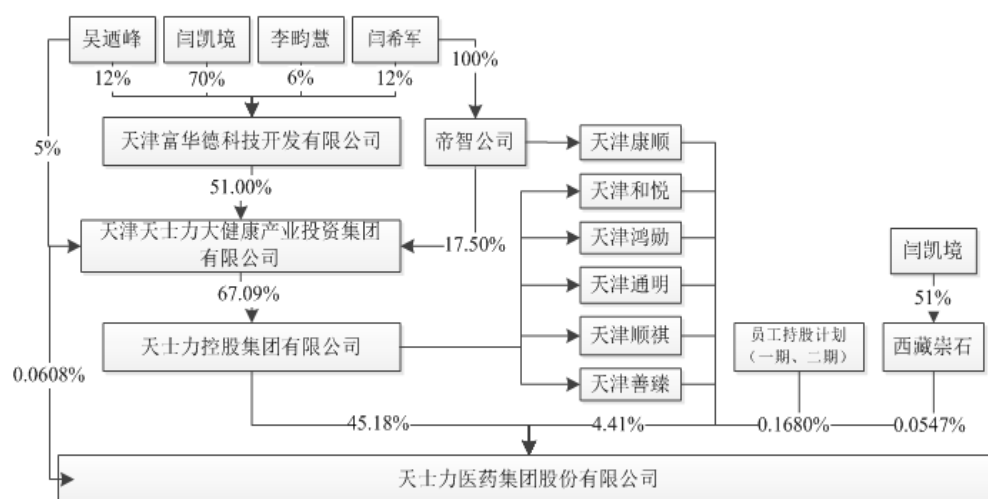 吴迺峰
闫凯境
李畇慧
闫希军
12%
70%
6%
12%
100%
天津富华德科技开发有限公司
帝智公司
天津康顺
5%
51.00%
天津和悦
天津天士力大健康产业投资集团
有限公司
17.50%
天津鸿勋
闫凯境
67.09%
天津通明
51%
天士力控股集团有限公司
天津顺祺
员工持股计划
（一期、二期）
西藏崇石
0.0608%
天津善臻
45.18%
4.41%
0.1680%
0.0547%
天士力医药集团股份有限公司